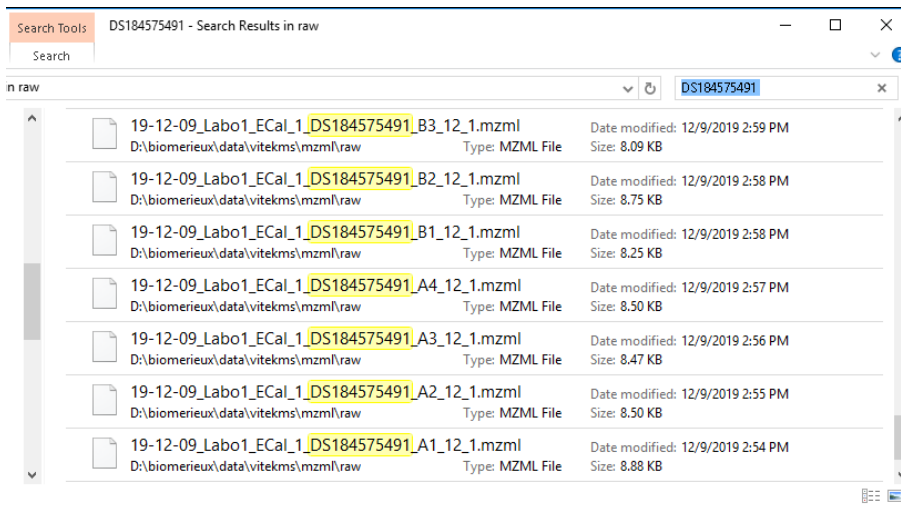 Search Tools DS184575491 - Search Results in raw
Search
n raw DS184575491
19-12-09_Labo1_ECal_1_DS184575491_B3_12_1.mzml Date modified: 12/9/2019 2:59 PM
D:\biomerieux\data\vitekms\mzml\raw Type: MZML File Size: 8.09 KB
19-12-09_Labo1_ECal_1_DS184575491_B2_12_1.mzml Date modified: 12/9/2019 2:58 PM
D:\biomerieux\data\vitekms\mzml\raw Type: MZML File Size: 8.75 KB
19-12-09_Labo1_ECal_1_DS184575491_B1_12_1.mzml Date modified: 12/9/2019 2:58 PM
D:\biomerieux\data\vitekms\mzml\raw Type: MZML File Size: 8.25 KB
19-12-09_Labo1_ECal_1_DS184575491_A4_12_1.mzml Date modified: 12/9/2019 2:57 PM
D:\biomerieux\data\vitekms\mzml\raw Type: MZML File Size: 8.50 KB
19-12-09_Labo1_ECal_1_DS184575491_A3_12_1.mzml Date modified: 12/9/2019 2:56 PM
D:\biomerieux\data\vitekms\mzml\raw Type: MZML File Size: 8.47 KB
19-12-09_Labo1_ECal_1_DS184575491_A2_12_1.mzml Date modified: 12/9/2019 2:55 PM
D:\biomerieux\data\vitekms\mzml\raw Type: MZML File Size: 8.50 KB
19-12-09_Labo1_ECal_1_DS184575491_A1_12_1.mzml Date modified: 12/9/2019 2:54 PM
D:\biomerieux\data\vitekms\mzml\raw Type: MZML File Size: 8.88 KB